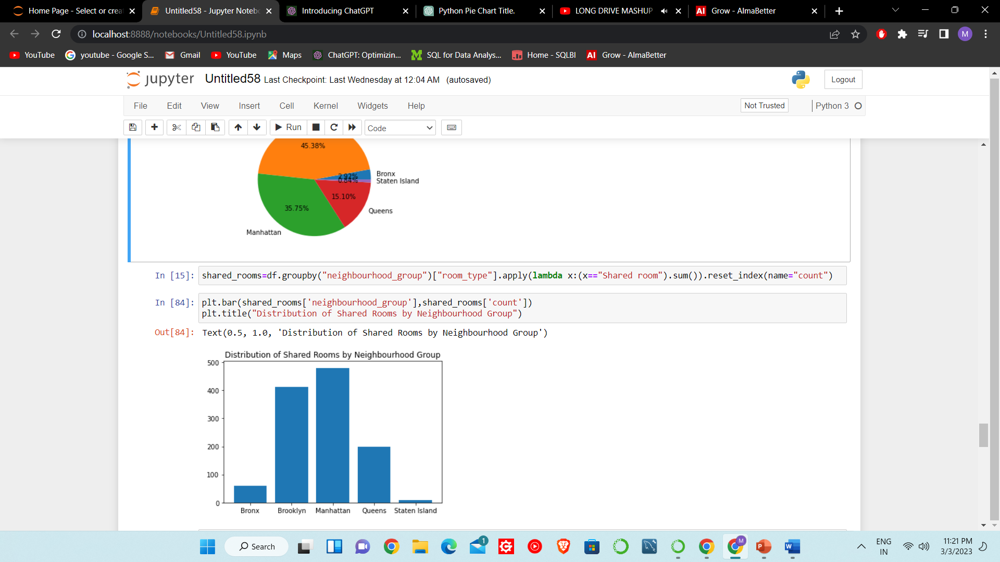 Home Page - Select or crea
Untitled58 - Jupyter Notebo
Introducing ChatGPT
Python Pie Chart Title.
LONG DRIVE MASHUP
AI Grow - AlmaBetter
localhost:8888/notebooks/Untitled58.ipynb
M
YouTube
youtube - Google S...
Gmail
YouTube
Maps
ChatGPT: Optimizin...
SQL for Data Analys...
Home - SQLBI
AI Grow - AlmaBetter
jupyter Untitled58 Last Checkpoint: Last Wednesday at 12:04 AM (autosaved)
Logout
File Edit View Insert Cell Kernel Widgets Help
Not Trusted
Python 3
Run
Code
45.38%
2.92%
Bronx
0.84%
Staten Island
15.10%
35.75%
Queens
Manhattan
In [15]: shared_rooms=df.groupby("neighbourhood_group")["room_type"].apply(lambda x:(x=="Shared room").sum()).reset_index(name="count")
In [84]: plt.bar(shared_rooms['neighbourhood_group'],shared_rooms['count'])
plt.title("Distribution of Shared Rooms by Neighbourhood Group")
Out[84]: Text(0.5, 1.0, 'Distribution of Shared Rooms by Neighbourhood Group')
Distribution of Shared Rooms by Neighbourhood Group
500
400
300
200
100
0
Bronx Brooklyn Manhattan Queens Staten Island
Search
1
M
P
W
ENG
IN
11:21 PM
3/3/2023